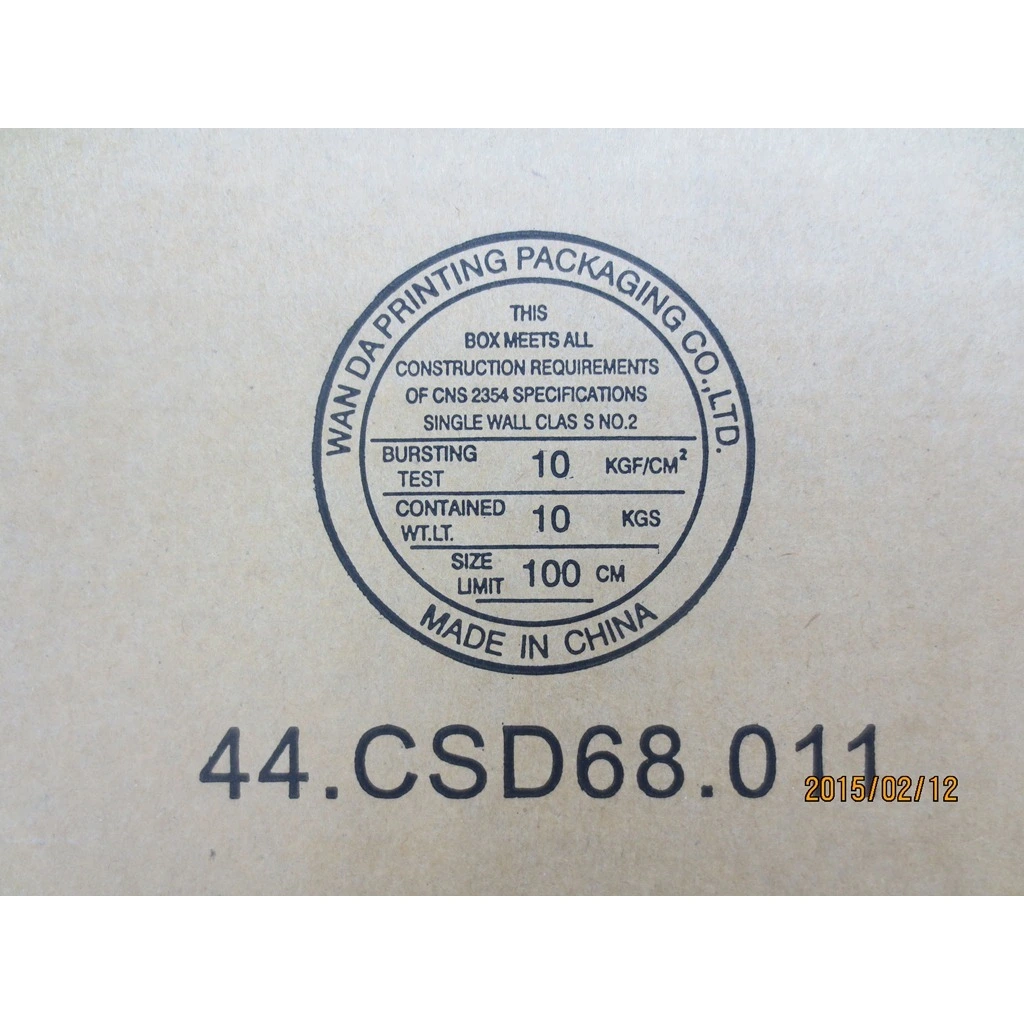 WAN DA PRINTING PACKAGING CO.,LTD.
THIS
BOX MEETS ALL
CONSTRUCTION REQUIREMENTS
OF CNS 2354 SPECIFICATIONS
SINGLE WALL CLAS S NO.2
BURSTING TEST 10 KGF/CM²
CONTAINED WT.LT. 10 KGS
SIZE LIMIT 100 CM
MADE IN CHINA
44.CSD68.011
2015/02/12